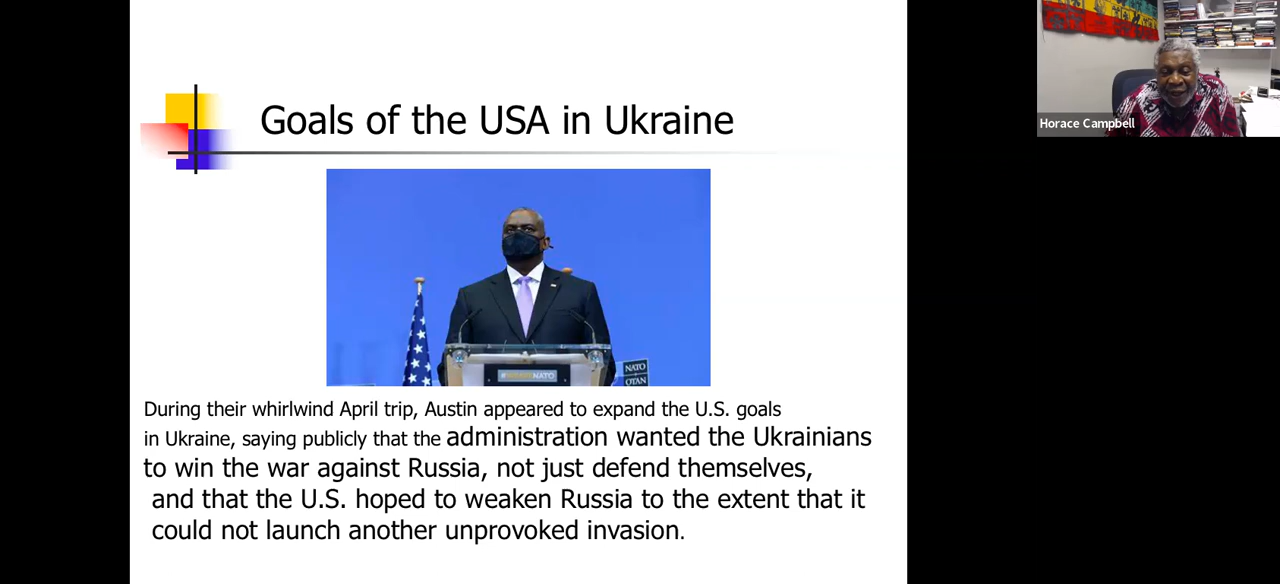 Goals of the USA in Ukraine
Horace Campbell
NATO
NATO
OTAN
During their whirlwind April trip, Austin appeared to expand the U.S. goals
in Ukraine, saying publicly that the administration wanted the Ukrainians
to win the war against Russia, not just defend themselves,
and that the U.S. hoped to weaken Russia to the extent that it
could not launch another unprovoked invasion.